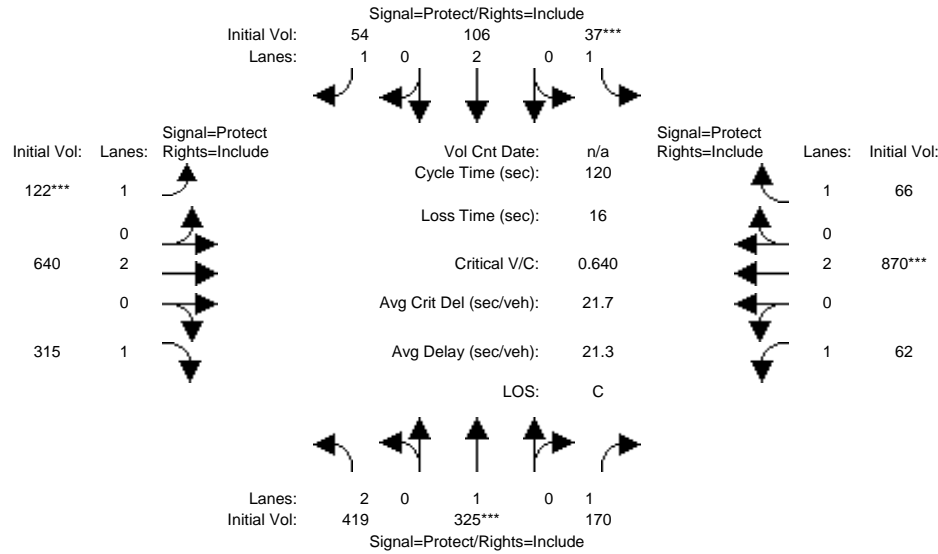 Signal=Protect/Rights=Include
Initial Vol: 54 106 37***
Lanes: 1 0 2 0 1
Signal=Protect
Rights=Include
Initial Vol: Lanes:
Vol Cnt Date: n/a
Signal=Protect
Rights=Include
Lanes: Initial Vol:
Cycle Time (sec): 120
122*** 1
1 66
Loss Time (sec): 16
0
0
640 2
Critical V/C: 0.640
2 870***
0
Avg Crit Del (sec/veh): 21.7
0
315 1
Avg Delay (sec/veh): 21.3
1 62
LOS: C
Lanes: 2 0 1 0 1
Initial Vol: 419 325*** 170
Signal=Protect/Rights=Include